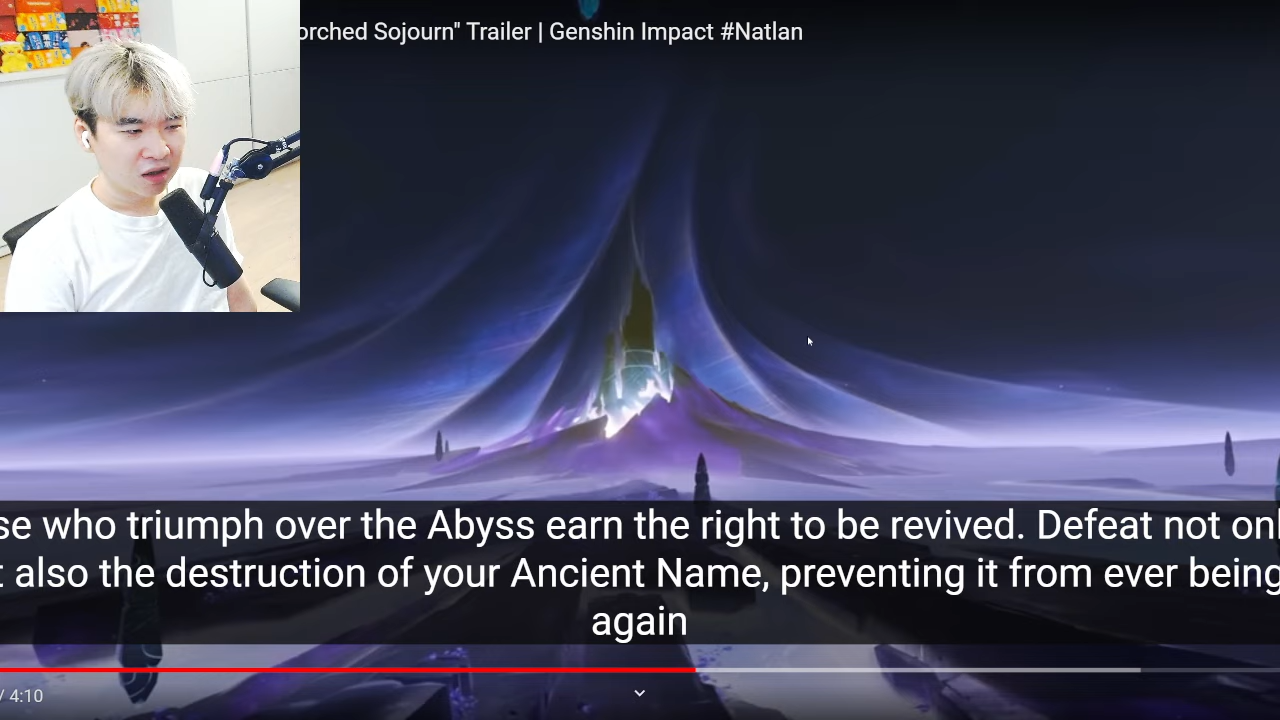 orched Sojourn" Trailer | Genshin Impact #Natlan
se who triumph over the Abyss earn the right to be revived. Defeat not onl
also the destruction of your Ancient Name, preventing it from ever being
again
/ 4:10